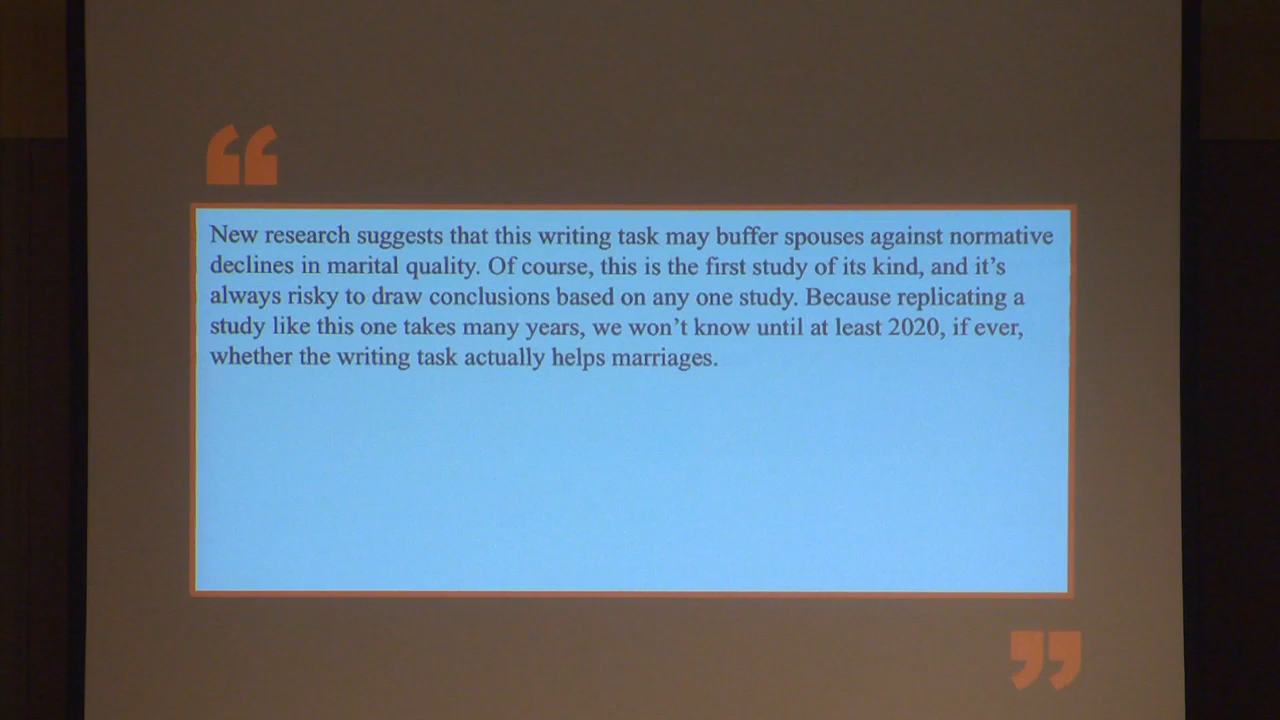 “
New research suggests that this writing task may buffer spouses against normative
declines in marital quality. Of course, this is the first study of its kind, and it’s
always risky to draw conclusions based on any one study. Because replicating a
study like this one takes many years, we won’t know until at least 2020, if ever,
whether the writing task actually helps marriages.
”